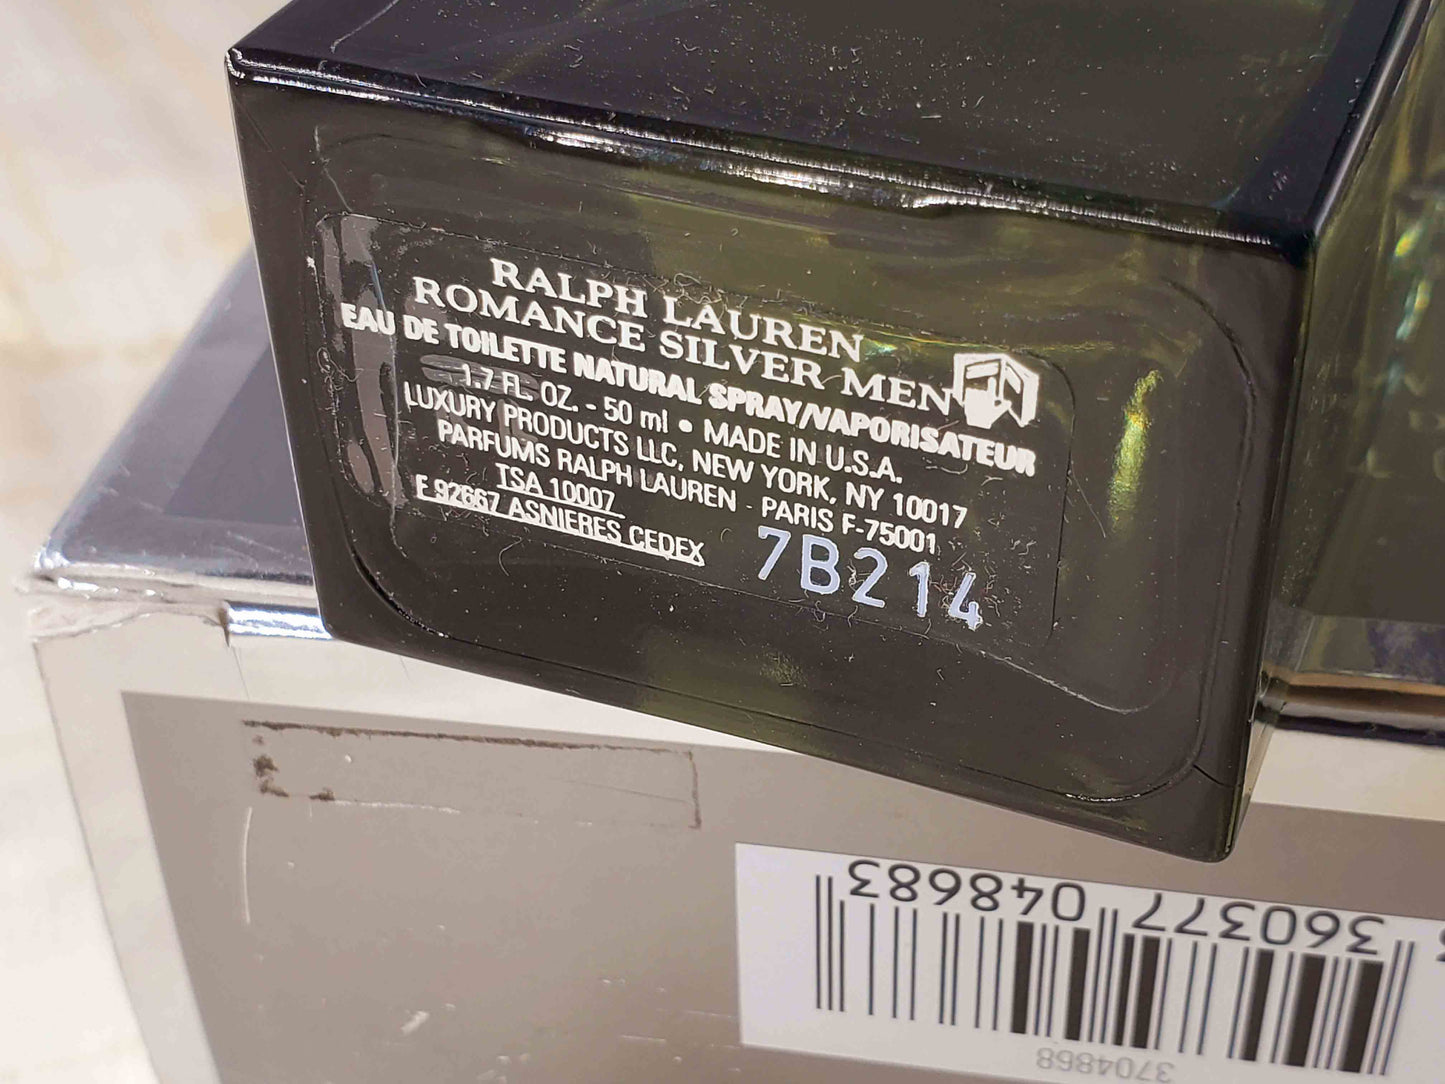 RALPH LAUREN
ROMANCE SILVER MEN
EAU DE TOILETTE NATURAL SPRAY/VAPORISATEUR
1.7 FL. OZ. - 50 ml • MADE IN U.S.A.
LUXURY PRODUCTS LLC, NEW YORK, NY 10017
PARFUMS RALPH LAUREN - PARIS F-75001
TSA 10007
F 92667 ASNIERES CEDEX
7B214
3 360377 048683
3704868